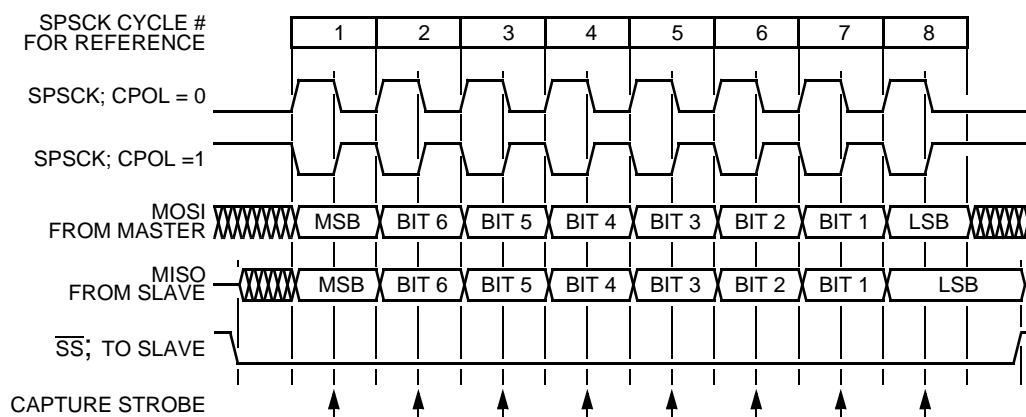 SPSCK CYCLE #
FOR REFERENCE
1 2 3 4 5 6 7 8
SPSCK; CPOL = 0
SPSCK; CPOL =1
MOSI
FROM MASTER
MSB BIT 6 BIT 5 BIT 4 BIT 3 BIT 2 BIT 1 LSB
MISO
FROM SLAVE
MSB BIT 6 BIT 5 BIT 4 BIT 3 BIT 2 BIT 1 LSB
SS; TO SLAVE
CAPTURE STROBE